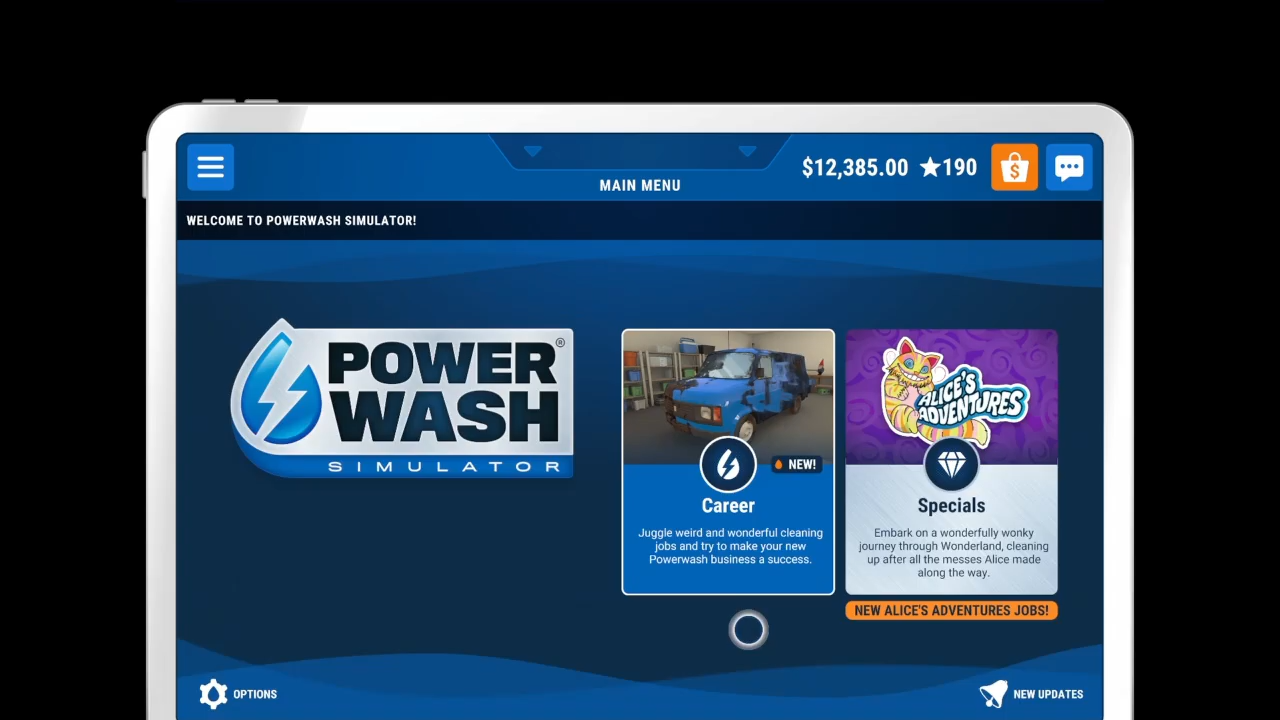 $12,385.00 ★190
MAIN MENU
WELCOME TO POWERWASH SIMULATOR!
POWER®
WASH
SIMULATOR
NEW!
Career
Juggle weird and wonderful cleaning
jobs and try to make your new
Powerwash business a success.
ALICE'S
ADVENTURES
Specials
Embark on a wonderfully wonky
journey through Wonderland, cleaning
up after all the messes Alice made
along the way.
NEW ALICE'S ADVENTURES JOBS!
OPTIONS
NEW UPDATES